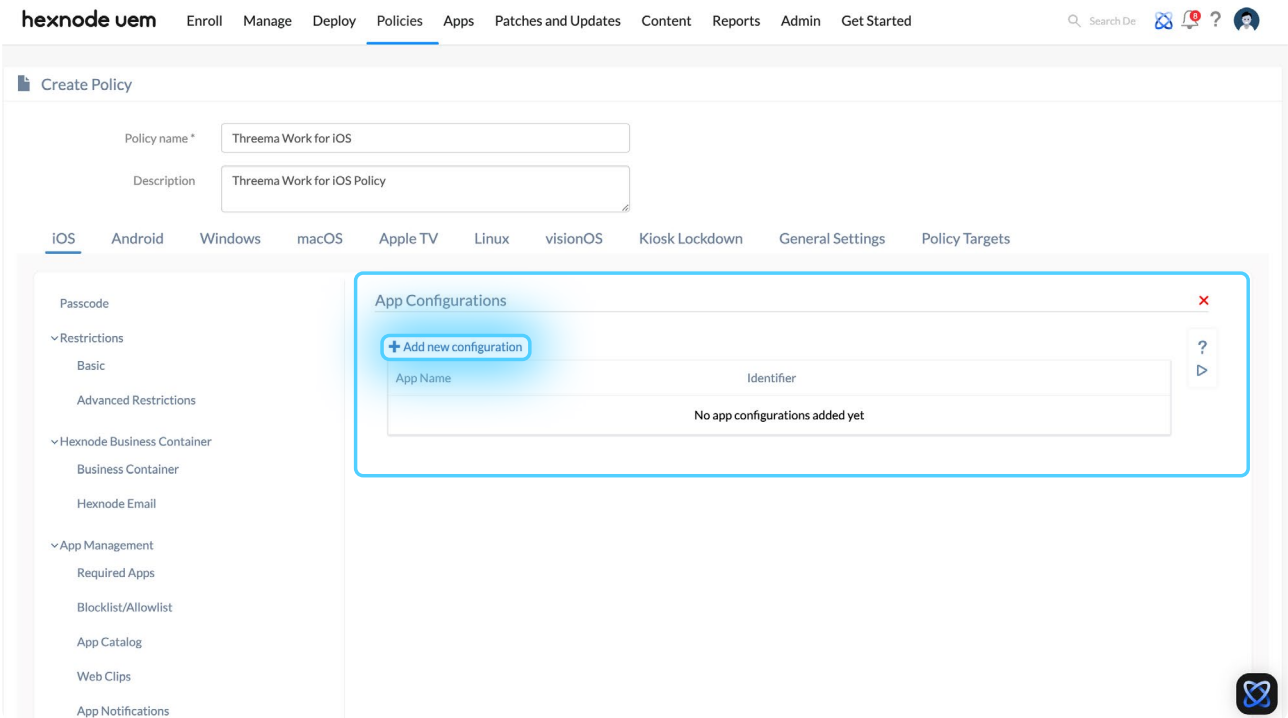 hexnode uem Enroll Manage Deploy Policies Apps Patches and Updates Content Reports Admin Get Started Search De 8 ?
Create Policy
Policy name * Threema Work for iOS
Description Threema Work for iOS Policy
iOS Android Windows macOS Apple TV Linux visionOS Kiosk Lockdown General Settings Policy Targets
Passcode
Restrictions
Basic
Advanced Restrictions
Hexnode Business Container
Business Container
Hexnode Email
App Management
Required Apps
Blocklist/Allowlist
App Catalog
Web Clips
App Notifications
App Configurations
+ Add new configuration
?
App Name Identifier
No app configurations added yet